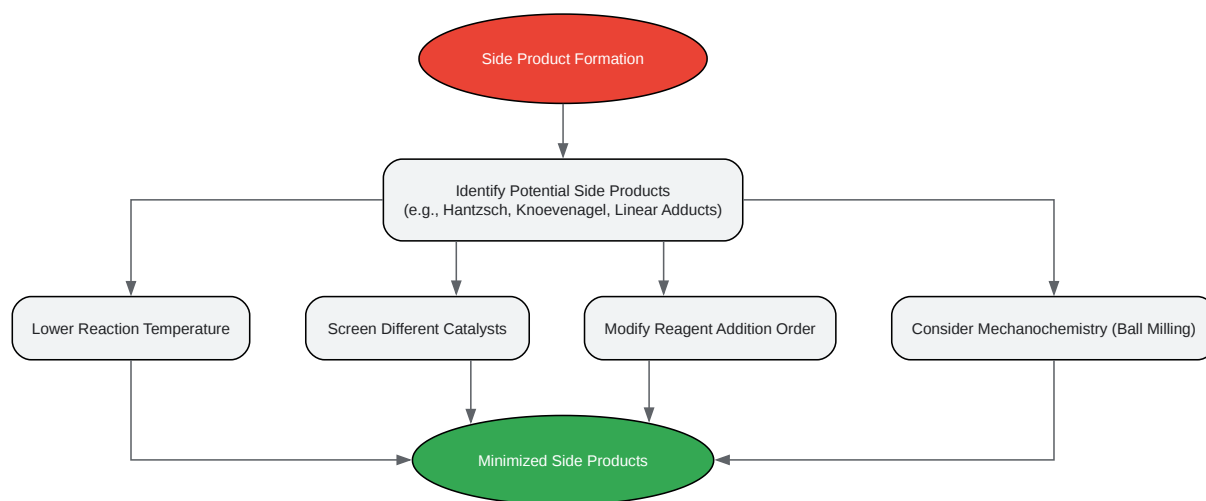 Side Product Formation
Identify Potential Side Products
(e.g., Hantzsch, Knoevenagel, Linear Adducts)
Lower Reaction Temperature
Screen Different Catalysts
Modify Reagent Addition Order
Consider Mechanochemistry (Ball Milling)
Minimized Side Products